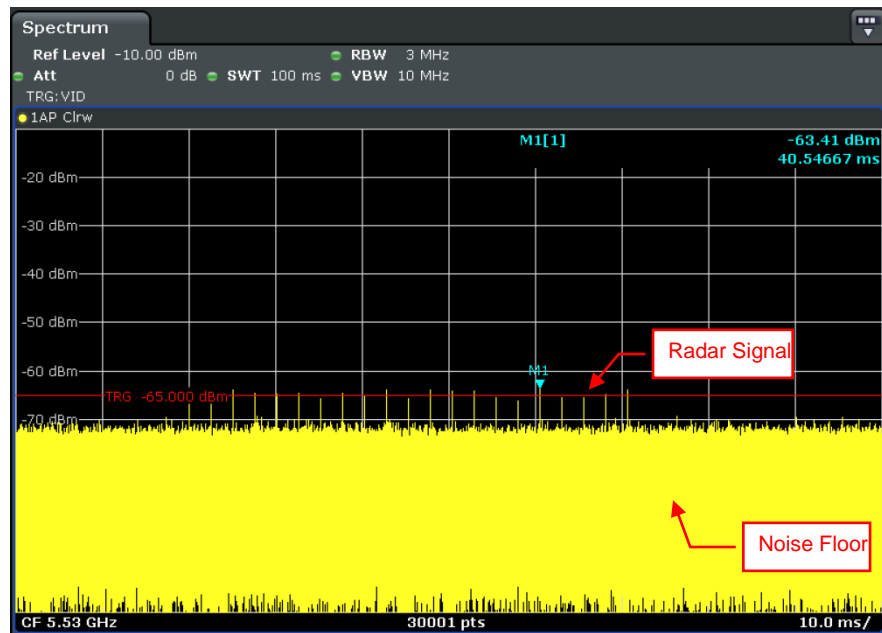 Spectrum
Ref Level -10.00 dBm RBW 3 MHz
Att 0 dB SWT 100 ms VBW 10 MHz
TRG:VID
1AP Clrw
M1[1] -63.41 dBm
40.54667 ms
-20 dBm
-30 dBm
-40 dBm
-50 dBm
Radar Signal
-60 dBm
M1
TRG -65.000 dBm
-70 dBm
Noise Floor
CF 5.53 GHz 30001 pts 10.0 ms/